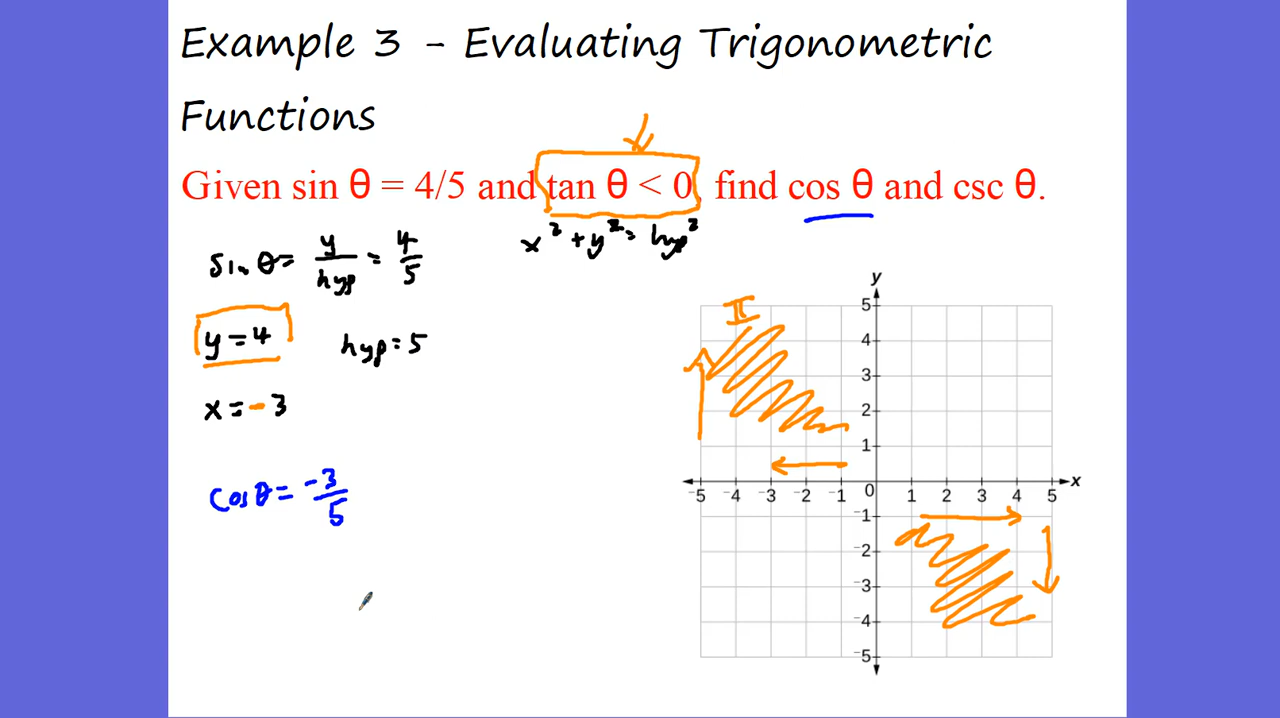 Example 3 - Evaluating Trigonometric
Functions
Given sin θ = 4/5 and tan θ < 0, find cos θ and csc θ.
x² + y² = hyp²
sin θ = y/hyp = 4/5
y = 4 hyp = 5
x = -3
cos θ = -3/5
II
y
5
4
3
2
1
-5 -4 -3 -2 -1 0 1 2 3 4 5 x
-1
-2
-3
-4
-5